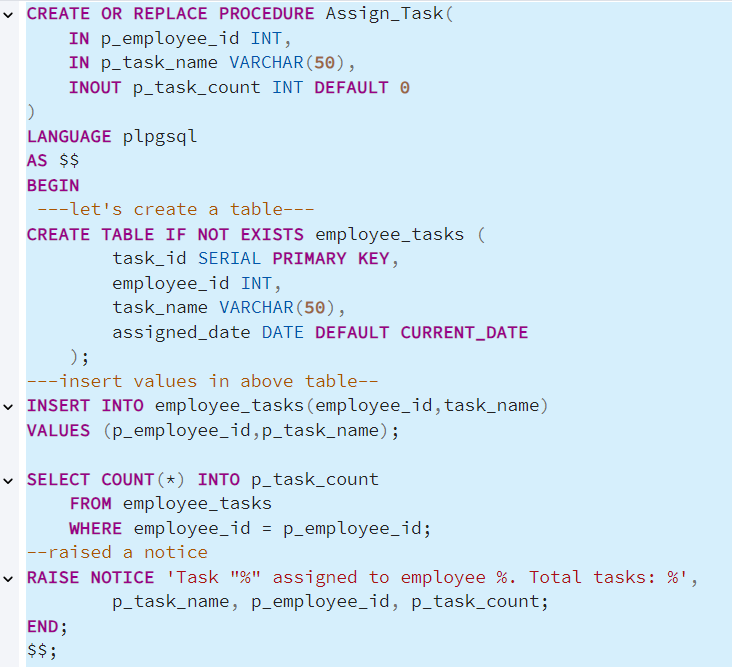 CREATE OR REPLACE PROCEDURE Assign_Task(
    IN p_employee_id INT,
    IN p_task_name VARCHAR(50),
    INOUT p_task_count INT DEFAULT 0
)
LANGUAGE plpgsql
AS $$
BEGIN
 ---let's create a table---
CREATE TABLE IF NOT EXISTS employee_tasks (
        task_id SERIAL PRIMARY KEY,
        employee_id INT,
        task_name VARCHAR(50),
        assigned_date DATE DEFAULT CURRENT_DATE
    );
---insert values in above table--
INSERT INTO employee_tasks(employee_id,task_name)
VALUES (p_employee_id,p_task_name);

SELECT COUNT(*) INTO p_task_count
    FROM employee_tasks
    WHERE employee_id = p_employee_id;
--raised a notice
RAISE NOTICE 'Task "%" assigned to employee %. Total tasks: %',
        p_task_name, p_employee_id, p_task_count;
END;
$$;